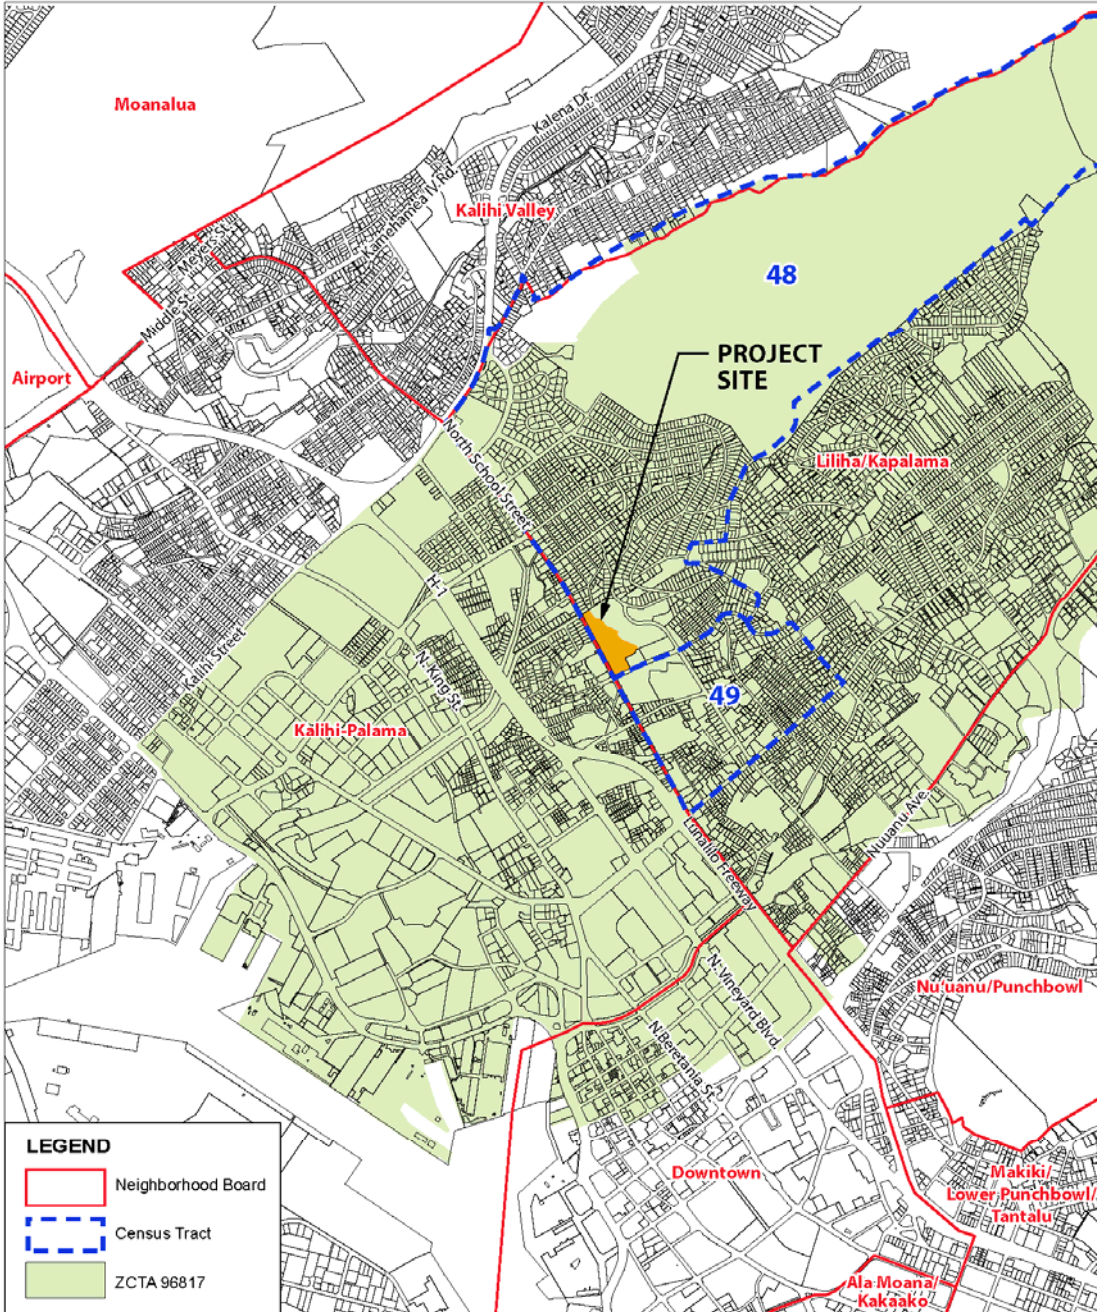 Moanalua
Kalena Dr.
Kamehamea IV Rd.
Kalihi Valley
Meyers St.
Middle St.
48
Airport
PROJECT
SITE
North School Street
Liliha/Kapalama
H-1
Kalihi Street
N. King St.
49
Kalihi-Palama
Nuuanu Ave.
Lunalilo Freeway
N. Vineyard Blvd.
Nu'uanu/Punchbowl
N Beretania St.
Downtown
Makiki/
Lower Punchbowl/
Tantalu
Ala Moana/
Kakaako
LEGEND
Neighborhood Board
Census Tract
ZCTA 96817